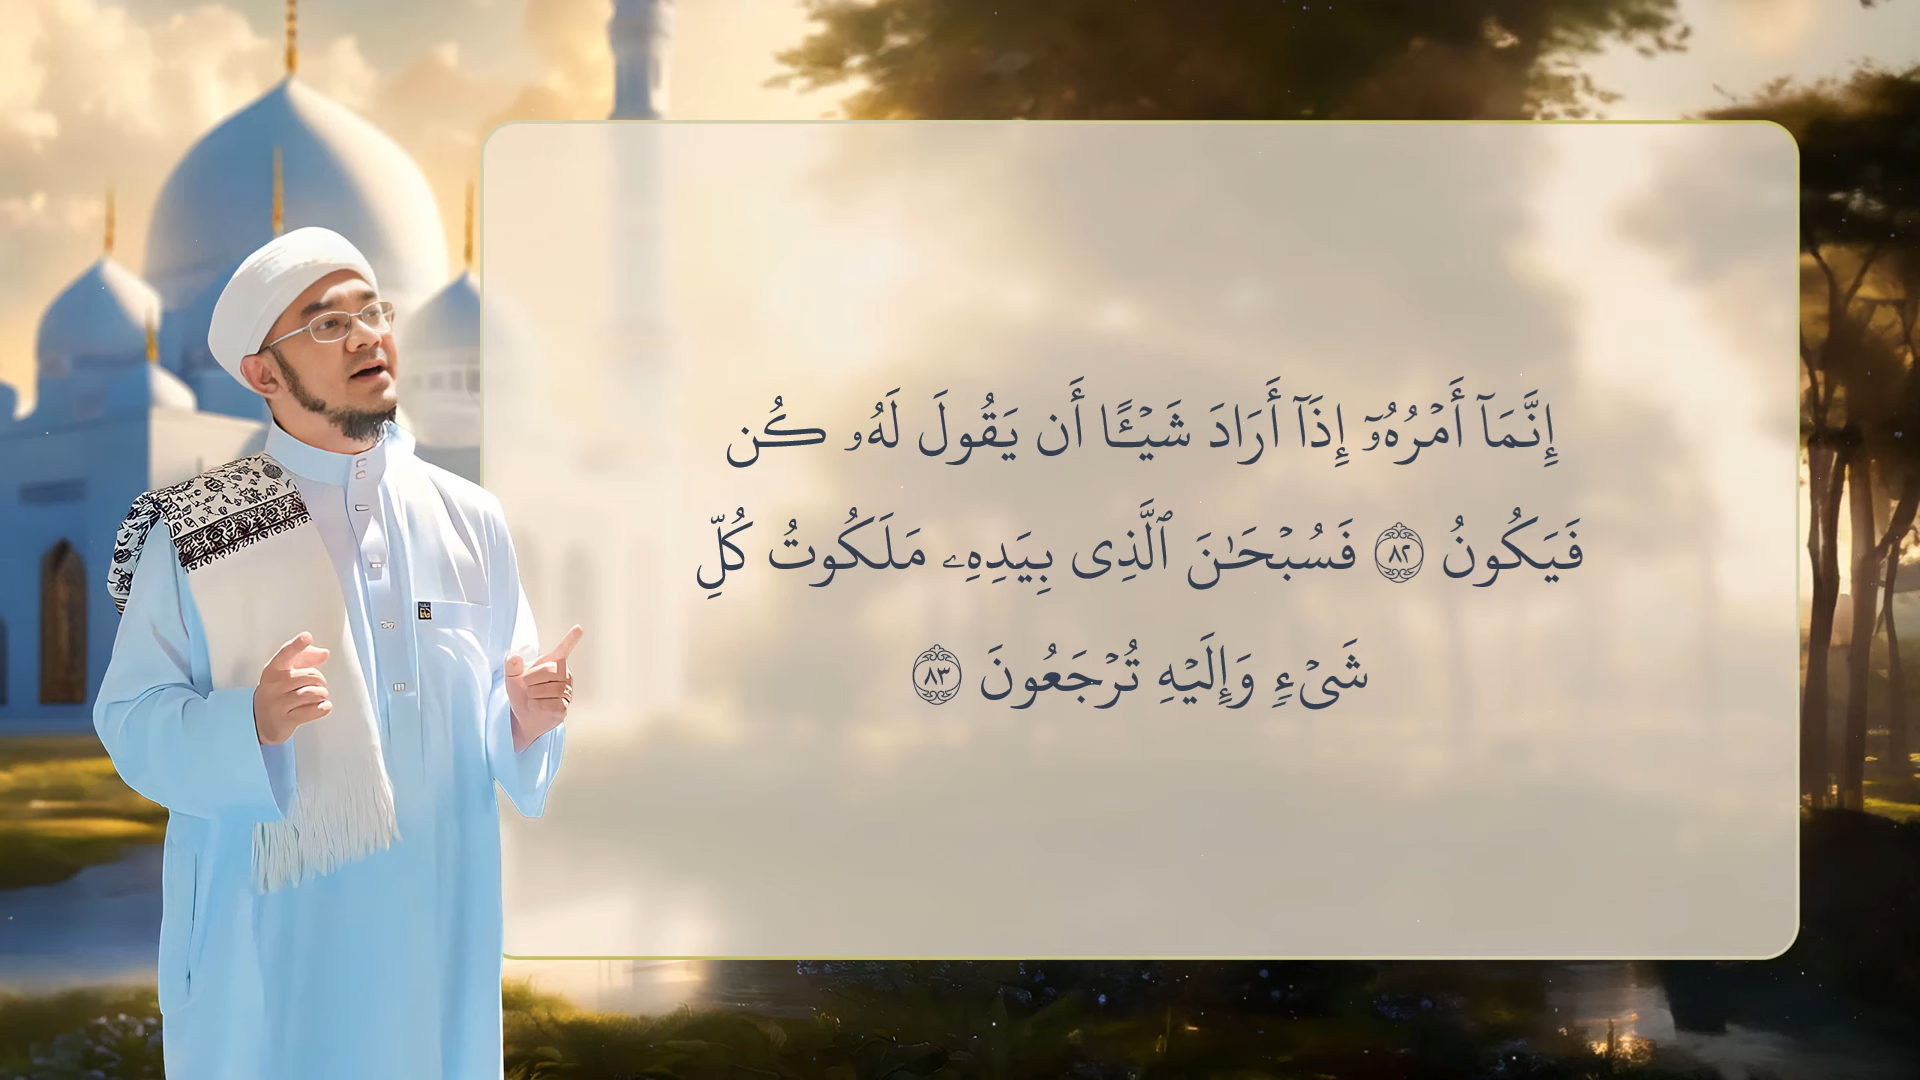 إِنَّمَآ أَمْرُهُۥٓ إِذَآ أَرَادَ شَيْـًٔا أَن يَقُولَ لَهُۥ كُن
فَيَكُونُ ٨٢ فَسُبْحَـٰنَ ٱلَّذِى بِيَدِهِۦ مَلَكُوتُ كُلِّ
شَىْءٍ وَإِلَيْهِ تُرْجَعُونَ ٨٣